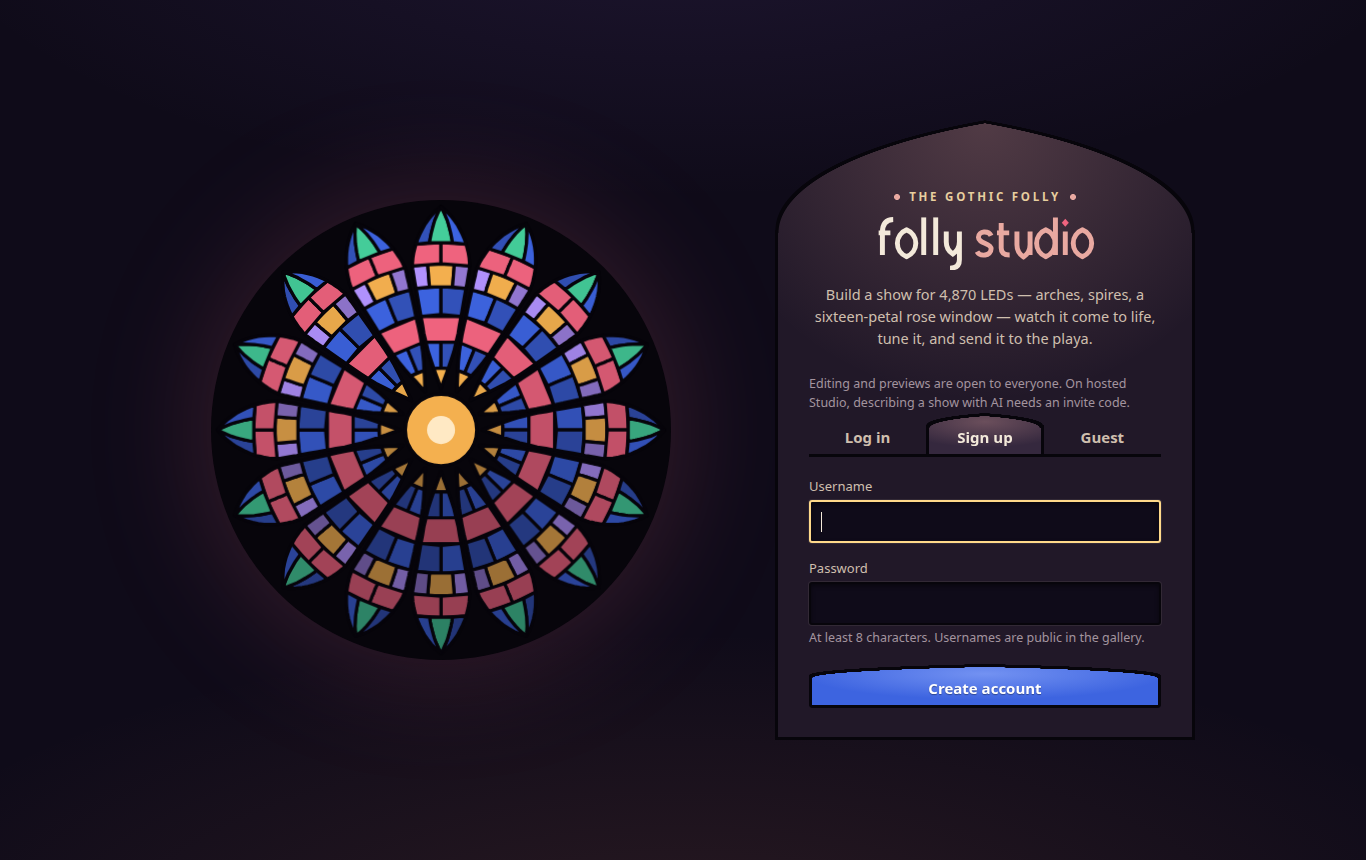 THE GOTHIC FOLLY
folly studio
Build a show for 4,870 LEDs — arches, spires, a
sixteen-petal rose window — watch it come to life,
tune it, and send it to the playa.
Editing and previews are open to everyone. On hosted
Studio, describing a show with AI needs an invite code.
Log in
Sign up
Guest
Username
Password
At least 8 characters. Usernames are public in the gallery.
Create account